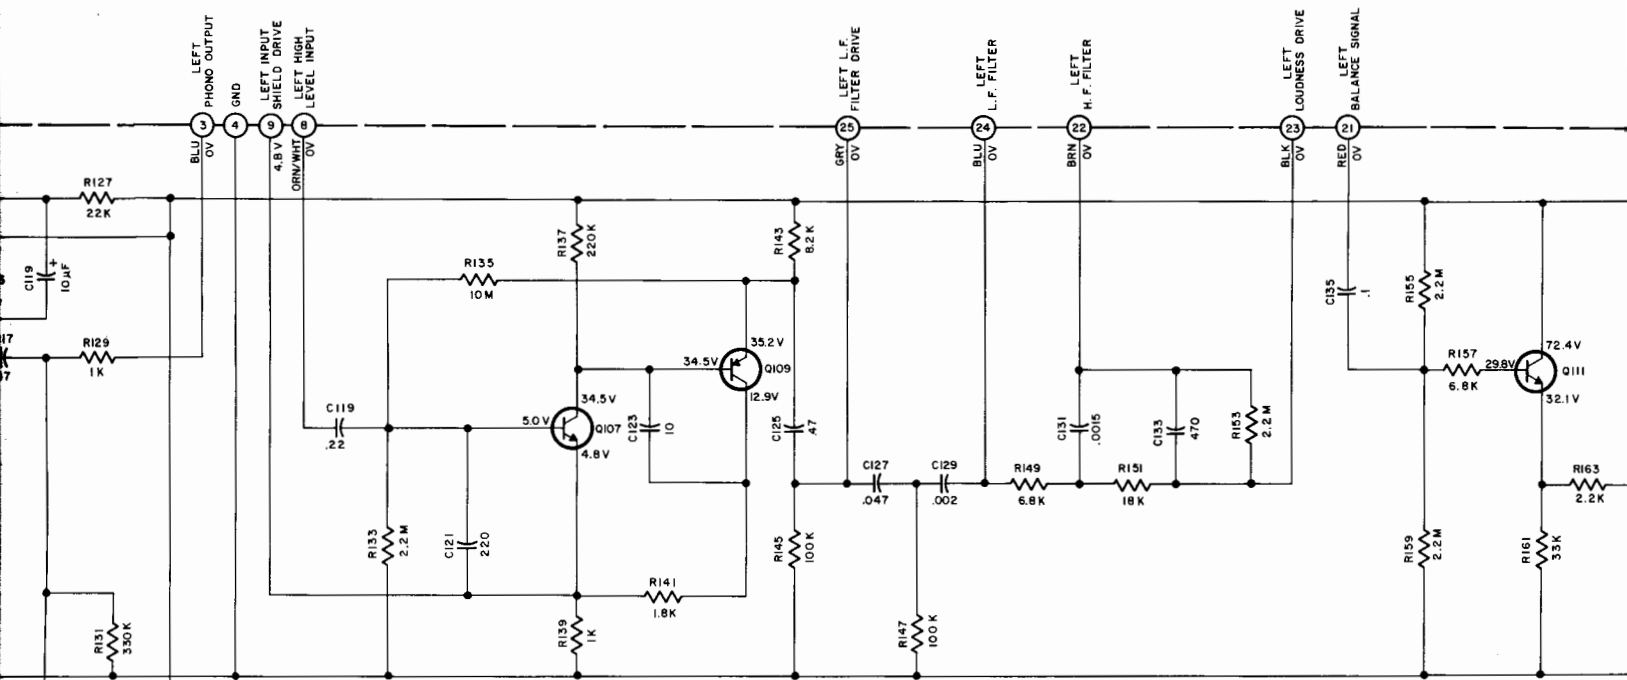 LEFT
PHONO OUTPUT
GND
LEFT INPUT
SHIELD DRIVE
LEFT HIGH
LEVEL INPUT
LEFT L.F.
FILTER DRIVE
LEFT
L.F. FILTER
LEFT
H.F. FILTER
LEFT
LOUDNESS DRIVE
LEFT
BALANCE SIGNAL
3
4
9
8
25
24
22
23
21
BLU
0V
4.8V
ORN/WHT
0V
GRY
0V
BLU
0V
BRN
0V
BLK
0V
RED
0V
R127
22K
C119
+
10µF
R129
1K
R131
330K
C119
.22
R135
10M
R133
2.2M
C121
220
R137
220K
5.0V
34.5V
Q107
4.8V
R139
1K
R141
1.8K
C123
10
34.5V
35.2V
Q109
12.9V
R143
8.2K
C125
.47
R145
100K
C127
.047
C129
.002
R147
100K
R149
6.8K
C131
.0015
R151
18K
C133
470
R153
2.2M
C135
.1
R155
2.2M
R157
6.8K
29.8V
72.4V
Q111
32.1V
R159
2.2M
R161
33K
R163
2.2K